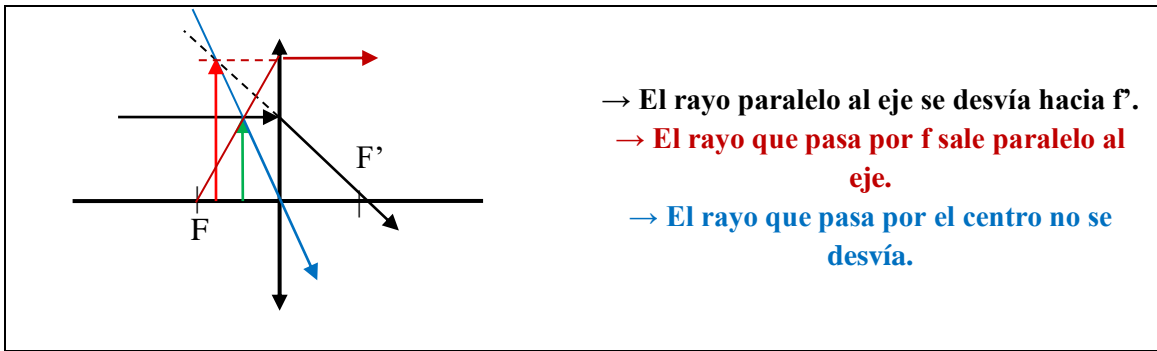 → El rayo paralelo al eje se desvía hacia f’.
→ El rayo que pasa por f sale paralelo al
eje.
→ El rayo que pasa por el centro no se
desvía.
F’
F